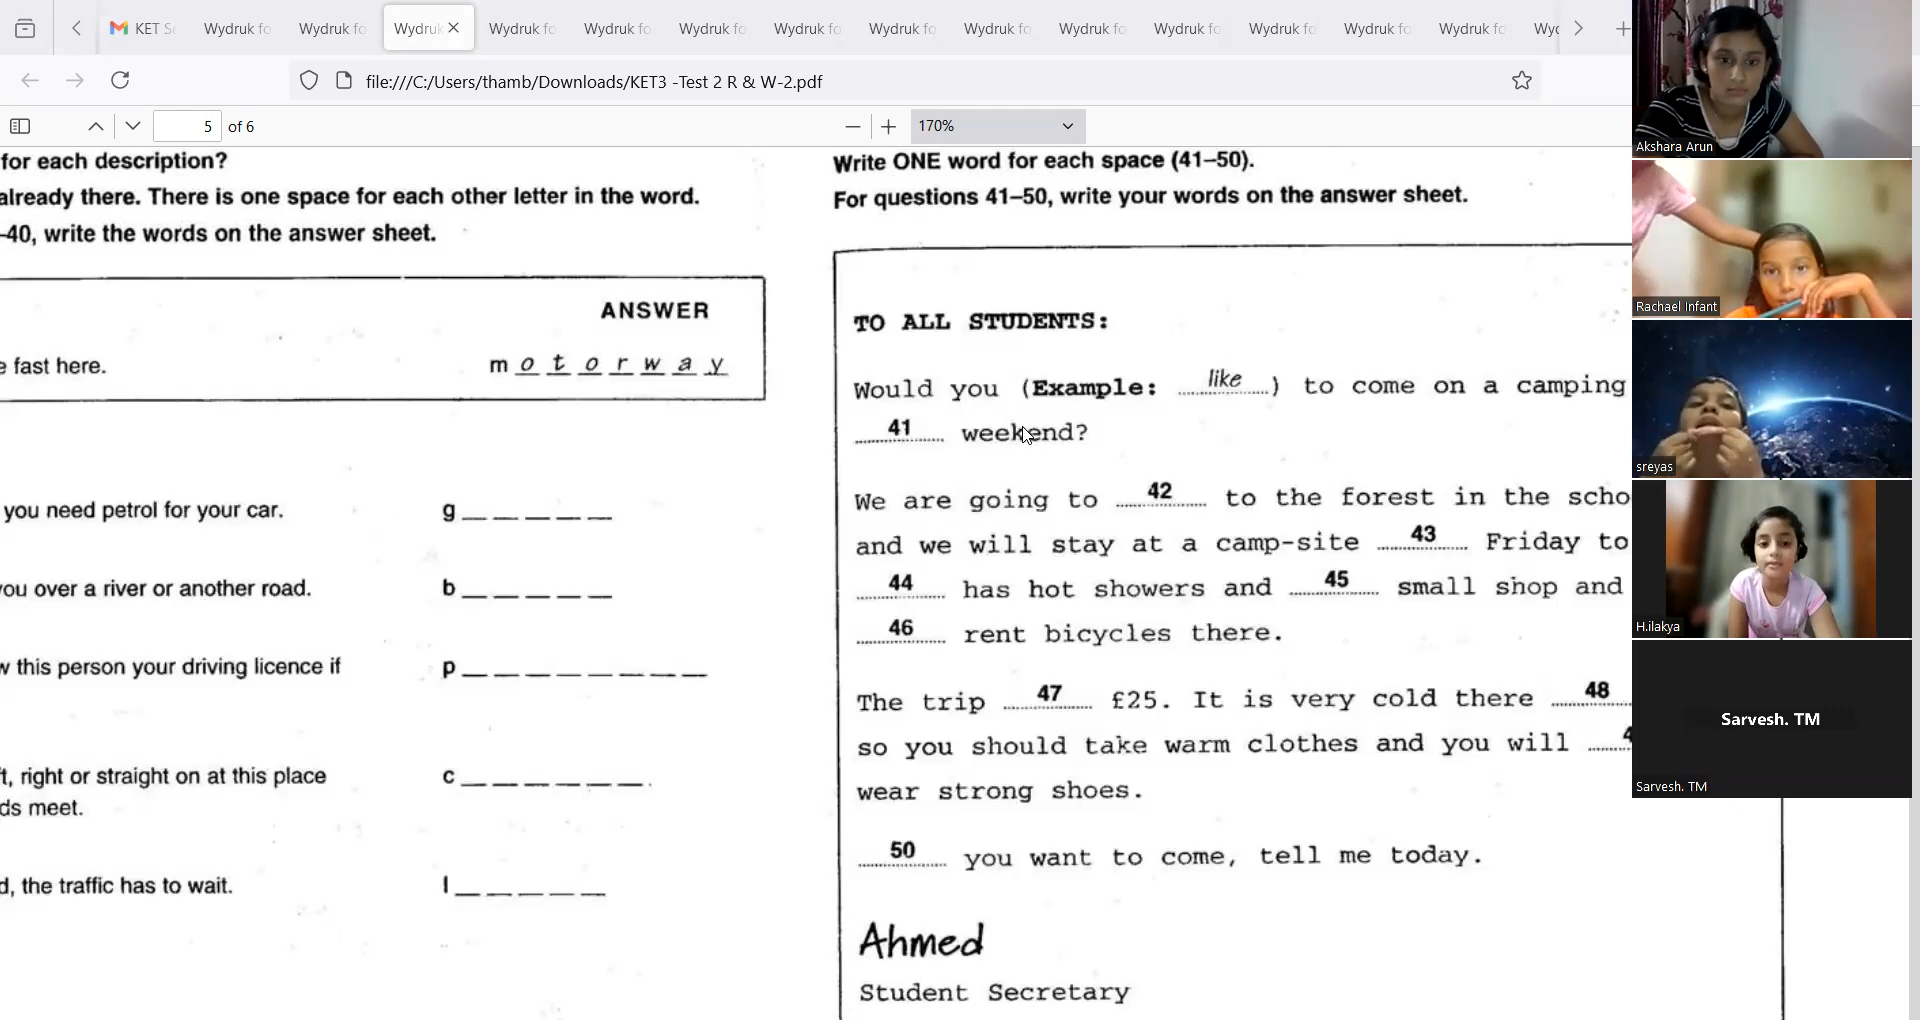 KET Se
Wydruk fo
Wydruk fo
Wydruk
Wydruk fo
Wydruk fo
Wydruk fo
Wydruk fo
Wydruk fo
Wydruk fo
Wydruk fo
Wydruk fo
Wydruk fo
Wydruk fo
Wydruk fo
Wyd
file:///C:/Users/thamb/Downloads/KET3 -Test 2 R & W-2.pdf
5 of 6
170%
for each description?
already there. There is one space for each other letter in the word.
-40, write the words on the answer sheet.
ANSWER
e fast here. m o t o r w a y
you need petrol for your car. g _ _ _ _ _
you over a river or another road. b _ _ _ _ _
w this person your driving licence if p _ _ _ _ _ _ _ _
t, right or straight on at this place c _ _ _ _ _ _
ds meet.
d, the traffic has to wait. l _ _ _ _ _
Write ONE word for each space (41–50).
For questions 41–50, write your words on the answer sheet.
TO ALL STUDENTS:
Would you (Example: like) to come on a camping
41 weekend?
We are going to 42 to the forest in the scho
and we will stay at a camp-site 43 Friday to
44 has hot showers and 45 small shop and
46 rent bicycles there.
The trip 47 £25. It is very cold there 48
so you should take warm clothes and you will 4
wear strong shoes.
50 you want to come, tell me today.
Ahmed
Student Secretary
Akshara Arun
Rachael Infant
sreyas
H.ilakya
Sarvesh. TM
Sarvesh. TM